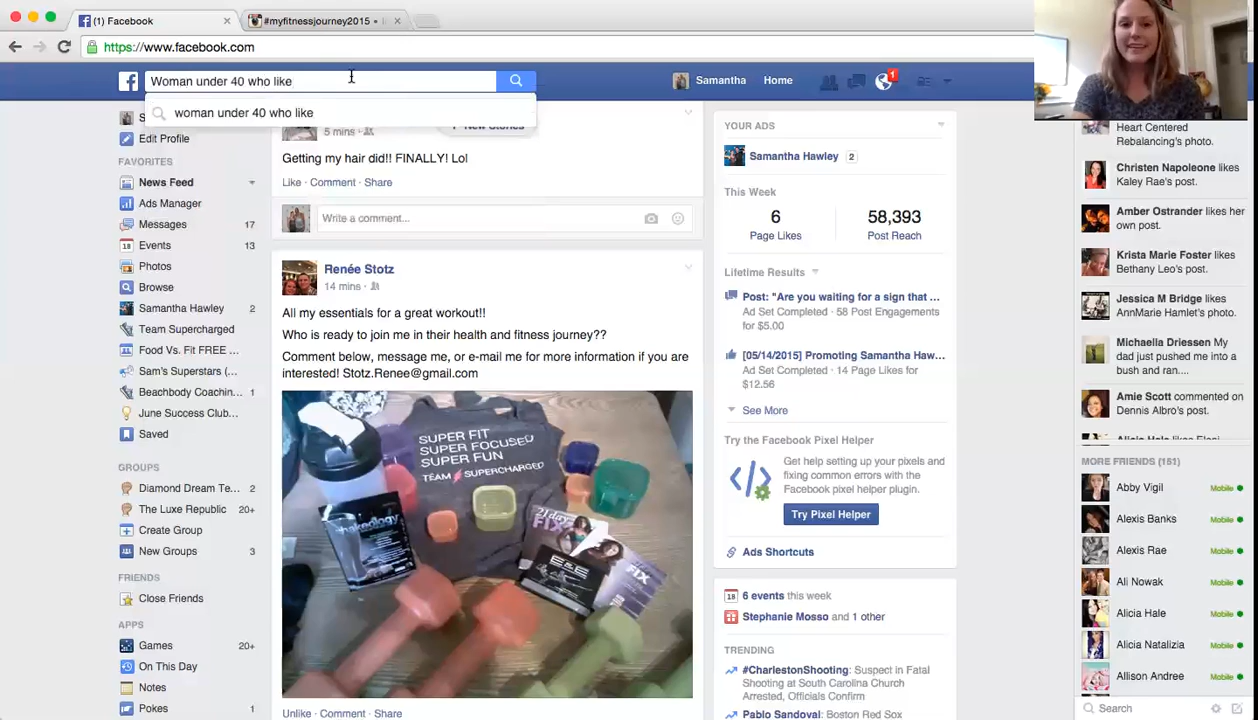 (1) Facebook
#myfitnessjourney2015 •
https://www.facebook.com
Woman under 40 who like
Samantha
Home
1
woman under 40 who like
Edit Profile
FAVORITES
News Feed
Ads Manager
Messages 17
Events 13
Photos
Browse
Samantha Hawley 2
Team Supercharged
Food Vs. Fit FREE ...
Sam's Superstars (...
Beachbody Coachin... 1
June Success Club...
Saved
GROUPS
Diamond Dream Te... 2
The Luxe Republic 20+
Create Group
New Groups 3
FRIENDS
Close Friends
APPS
Games 20+
On This Day
Notes
Pokes 1
New Stories
5 mins ·
Getting my hair did!! FINALLY! Lol
Like · Comment · Share
Write a comment...
Renée Stotz
14 mins ·
All my essentials for a great workout!!
Who is ready to join me in their health and fitness journey??
Comment below, message me, or e-mail me for more information if you are
interested! Stotz.Renee@gmail.com
SUPER FIT
SUPER FOCUSED
SUPER FUN
TEAM SUPERCHARGED
shakeology
21 day
FIX
FIX
E&E
Unlike · Comment · Share
YOUR ADS
Samantha Hawley 2
This Week
6 58,393
Page Likes Post Reach
Lifetime Results
Post: "Are you waiting for a sign that ...
Ad Set Completed · 58 Post Engagements
for $5.00
[05/14/2015] Promoting Samantha Haw...
Ad Set Completed · 14 Page Likes for
$12.56
See More
Try the Facebook Pixel Helper
Get help setting up your pixels and
fixing common errors with the
Facebook pixel helper plugin.
Try Pixel Helper
Ads Shortcuts
18 6 events this week
Stephanie Mosso and 1 other
TRENDING
#CharlestonShooting: Suspect in Fatal
Shooting at South Carolina Church
Arrested, Officials Confirm
Pablo Sandoval: Boston Red Sox
Heart Centered
Rebalancing's photo.
Christen Napoleone likes
Kaley Rae's post.
Amber Ostrander likes her
own post.
Krista Marie Foster likes
Bethany Leo's post.
Jessica M Bridge likes
AnnMarie Hamlet's photo.
Michaella Driessen My
dad just pushed me into a
bush and ran....
Amie Scott commented on
Dennis Albro's post.
MORE FRIENDS (151)
Abby Vigil Mobile
Alexis Banks Mobile
Alexis Rae Mobile
Ali Nowak Mobile
Alicia Hale Mobile
Alicia Natalizia Mobile
Allison Andree Mobile
Search